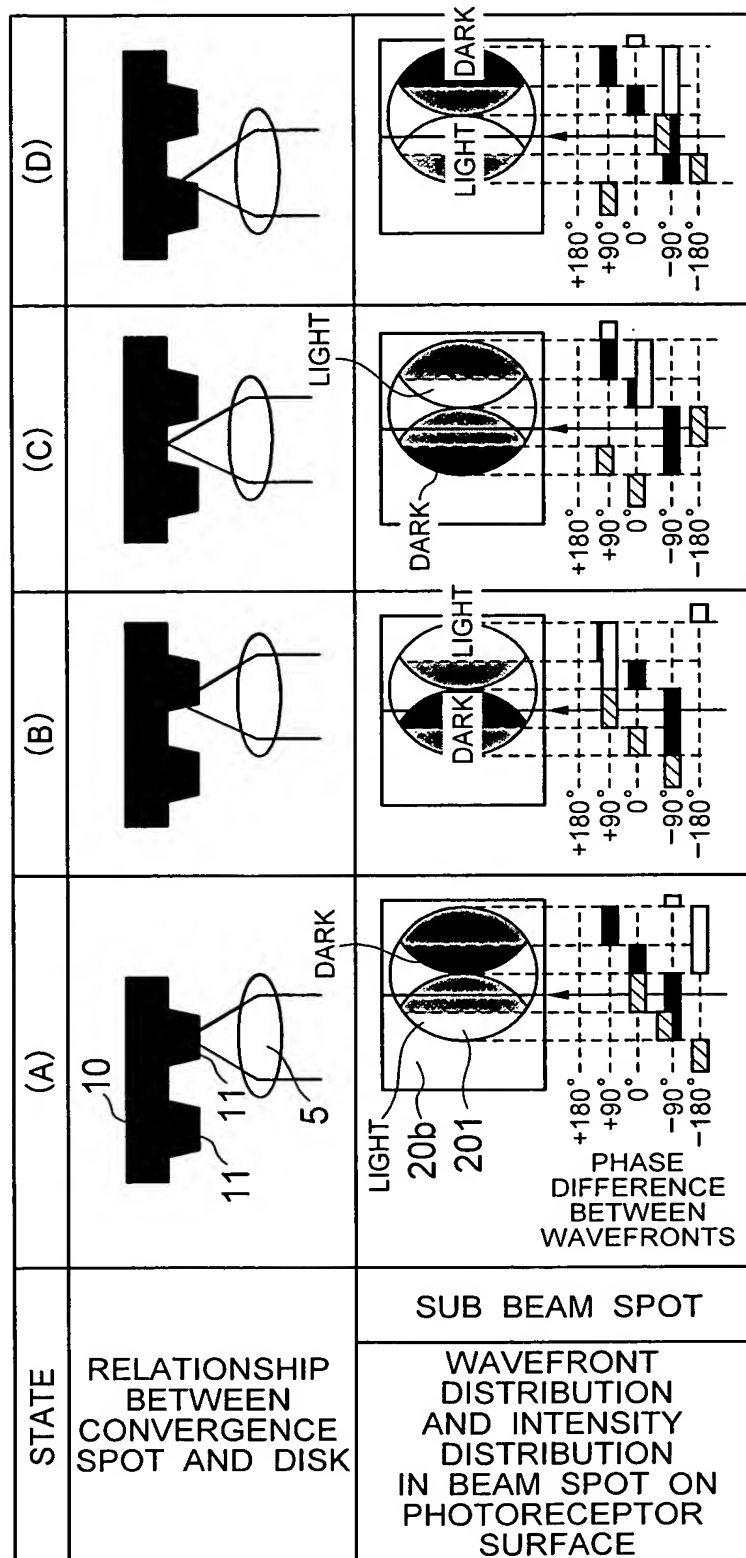 STATE
(A)
(B)
(C)
(D)
RELATIONSHIP
BETWEEN
CONVERGENCE
SPOT AND DISK
10
11
11
5
WAVEFRONT
DISTRIBUTION
AND INTENSITY
DISTRIBUTION
IN BEAM SPOT ON
PHOTORECEPTOR
SURFACE
SUB BEAM SPOT
LIGHT
20b
201
DARK
PHASE
DIFFERENCE
BETWEEN
WAVEFRONTS
+180°
+90°
0°
−90°
−180°
DARK
LIGHT
+180°
+90°
0°
−90°
−180°
DARK
LIGHT
+180°
+90°
0°
−90°
−180°
LIGHT
DARK
+180°
+90°
0°
−90°
−180°